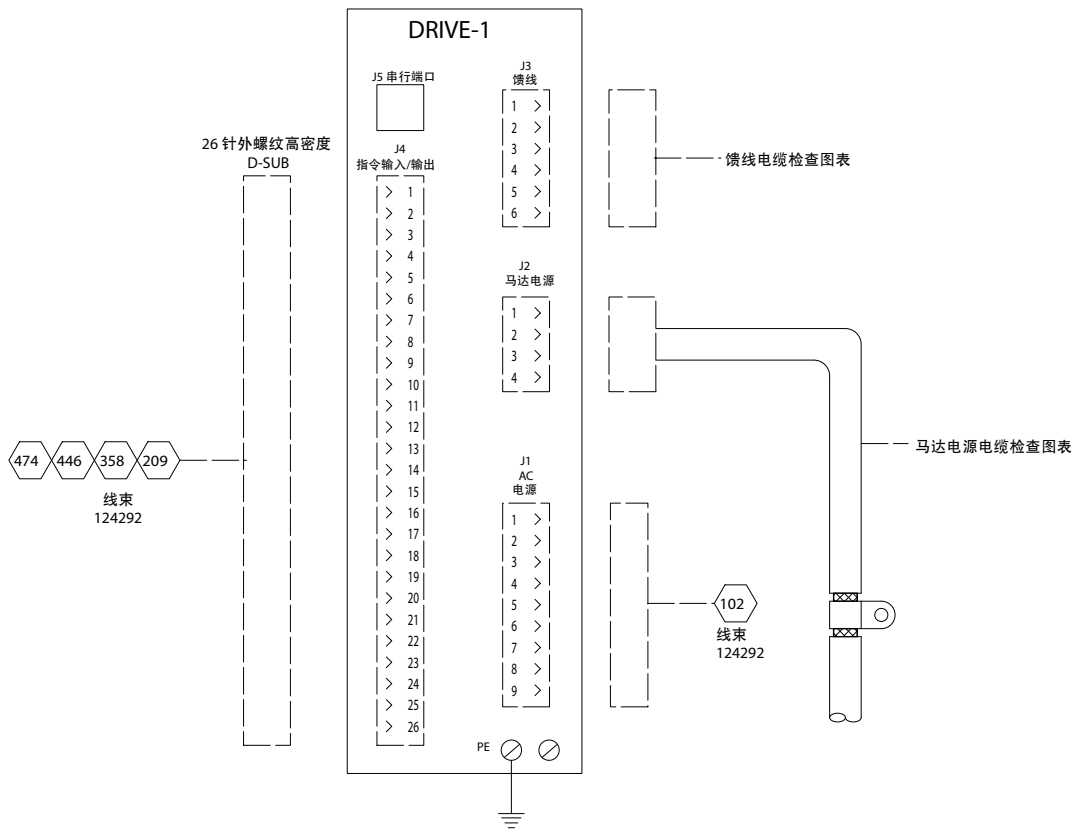 DRIVE-1
J5 串行端口
J3
馈线
1
2
3
4
5
6
馈线电缆检查图表
26 针外螺纹高密度
D-SUB
J4
指令输入/输出
1
2
3
4
5
6
7
8
9
10
11
12
13
14
15
16
17
18
19
20
21
22
23
24
25
26
J2
马达电源
1
2
3
4
马达电源电缆检查图表
474
446
358
209
线束
124292
J1
AC
电源
1
2
3
4
5
6
7
8
9
102
线束
124292
PE